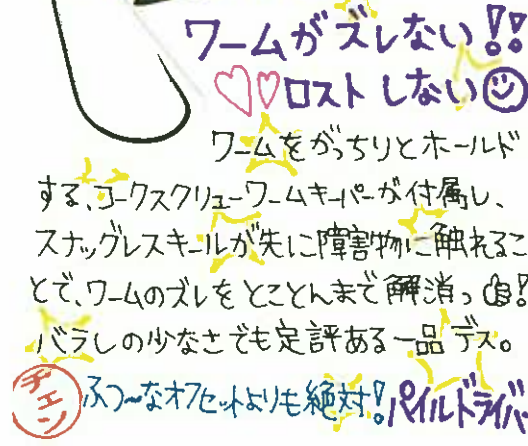 ワームがズレない!!
ロストしない
ワームをがっちりとホールド
する、コークスクリューワームキーパーが付属し、
スナッグレスキールが先に障害物に触れるこ
とで、ワームのズレをとことんまで解消っ!
バラしの少なさでも定評ある一品デス。
チエン
ふつ〜なオフセットよりも絶対!パイルドライバ